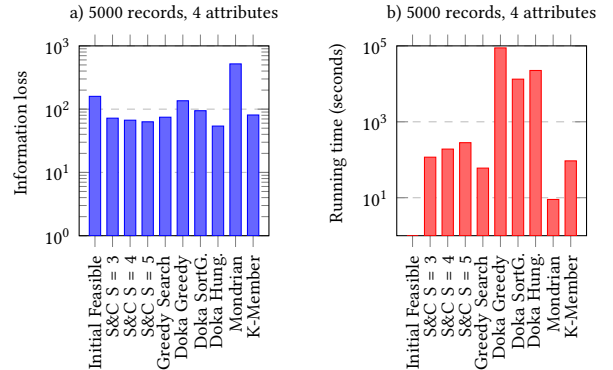 a) 5000 records, 4 attributes
Information loss
10^3
10^2
10^1
10^0
Initial Feasible
S&C S = 3
S&C S = 4
S&C S = 5
Greedy Search
Doka Greedy
Doka SortG.
Doka Hung.
Mondrian
K-Member
b) 5000 records, 4 attributes
Running time (seconds)
10^5
10^3
10^1
Initial Feasible
S&C S = 3
S&C S = 4
S&C S = 5
Greedy Search
Doka Greedy
Doka SortG.
Doka Hung.
Mondrian
K-Member